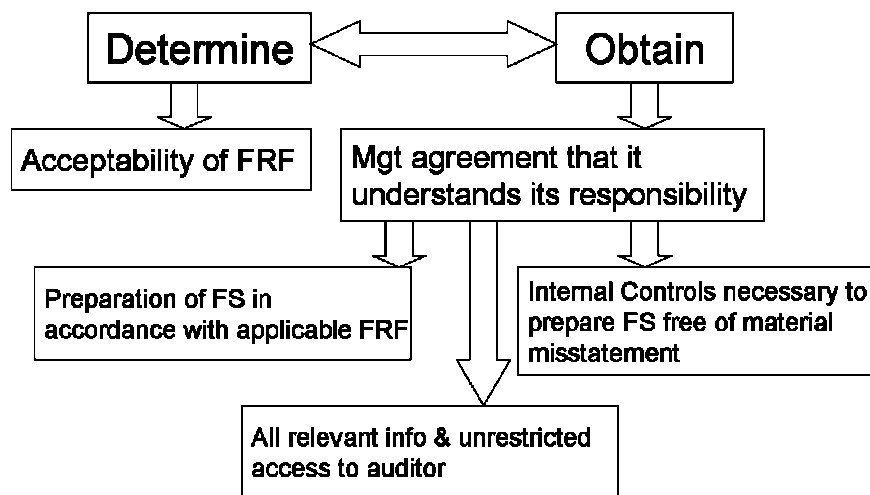 Determine
Obtain
Acceptability of FRF
Mgt agreement that it
understands its responsibility
Preparation of FS in
accordance with applicable FRF
Internal Controls necessary to
prepare FS free of material
misstatement
All relevant info & unrestricted
access to auditor